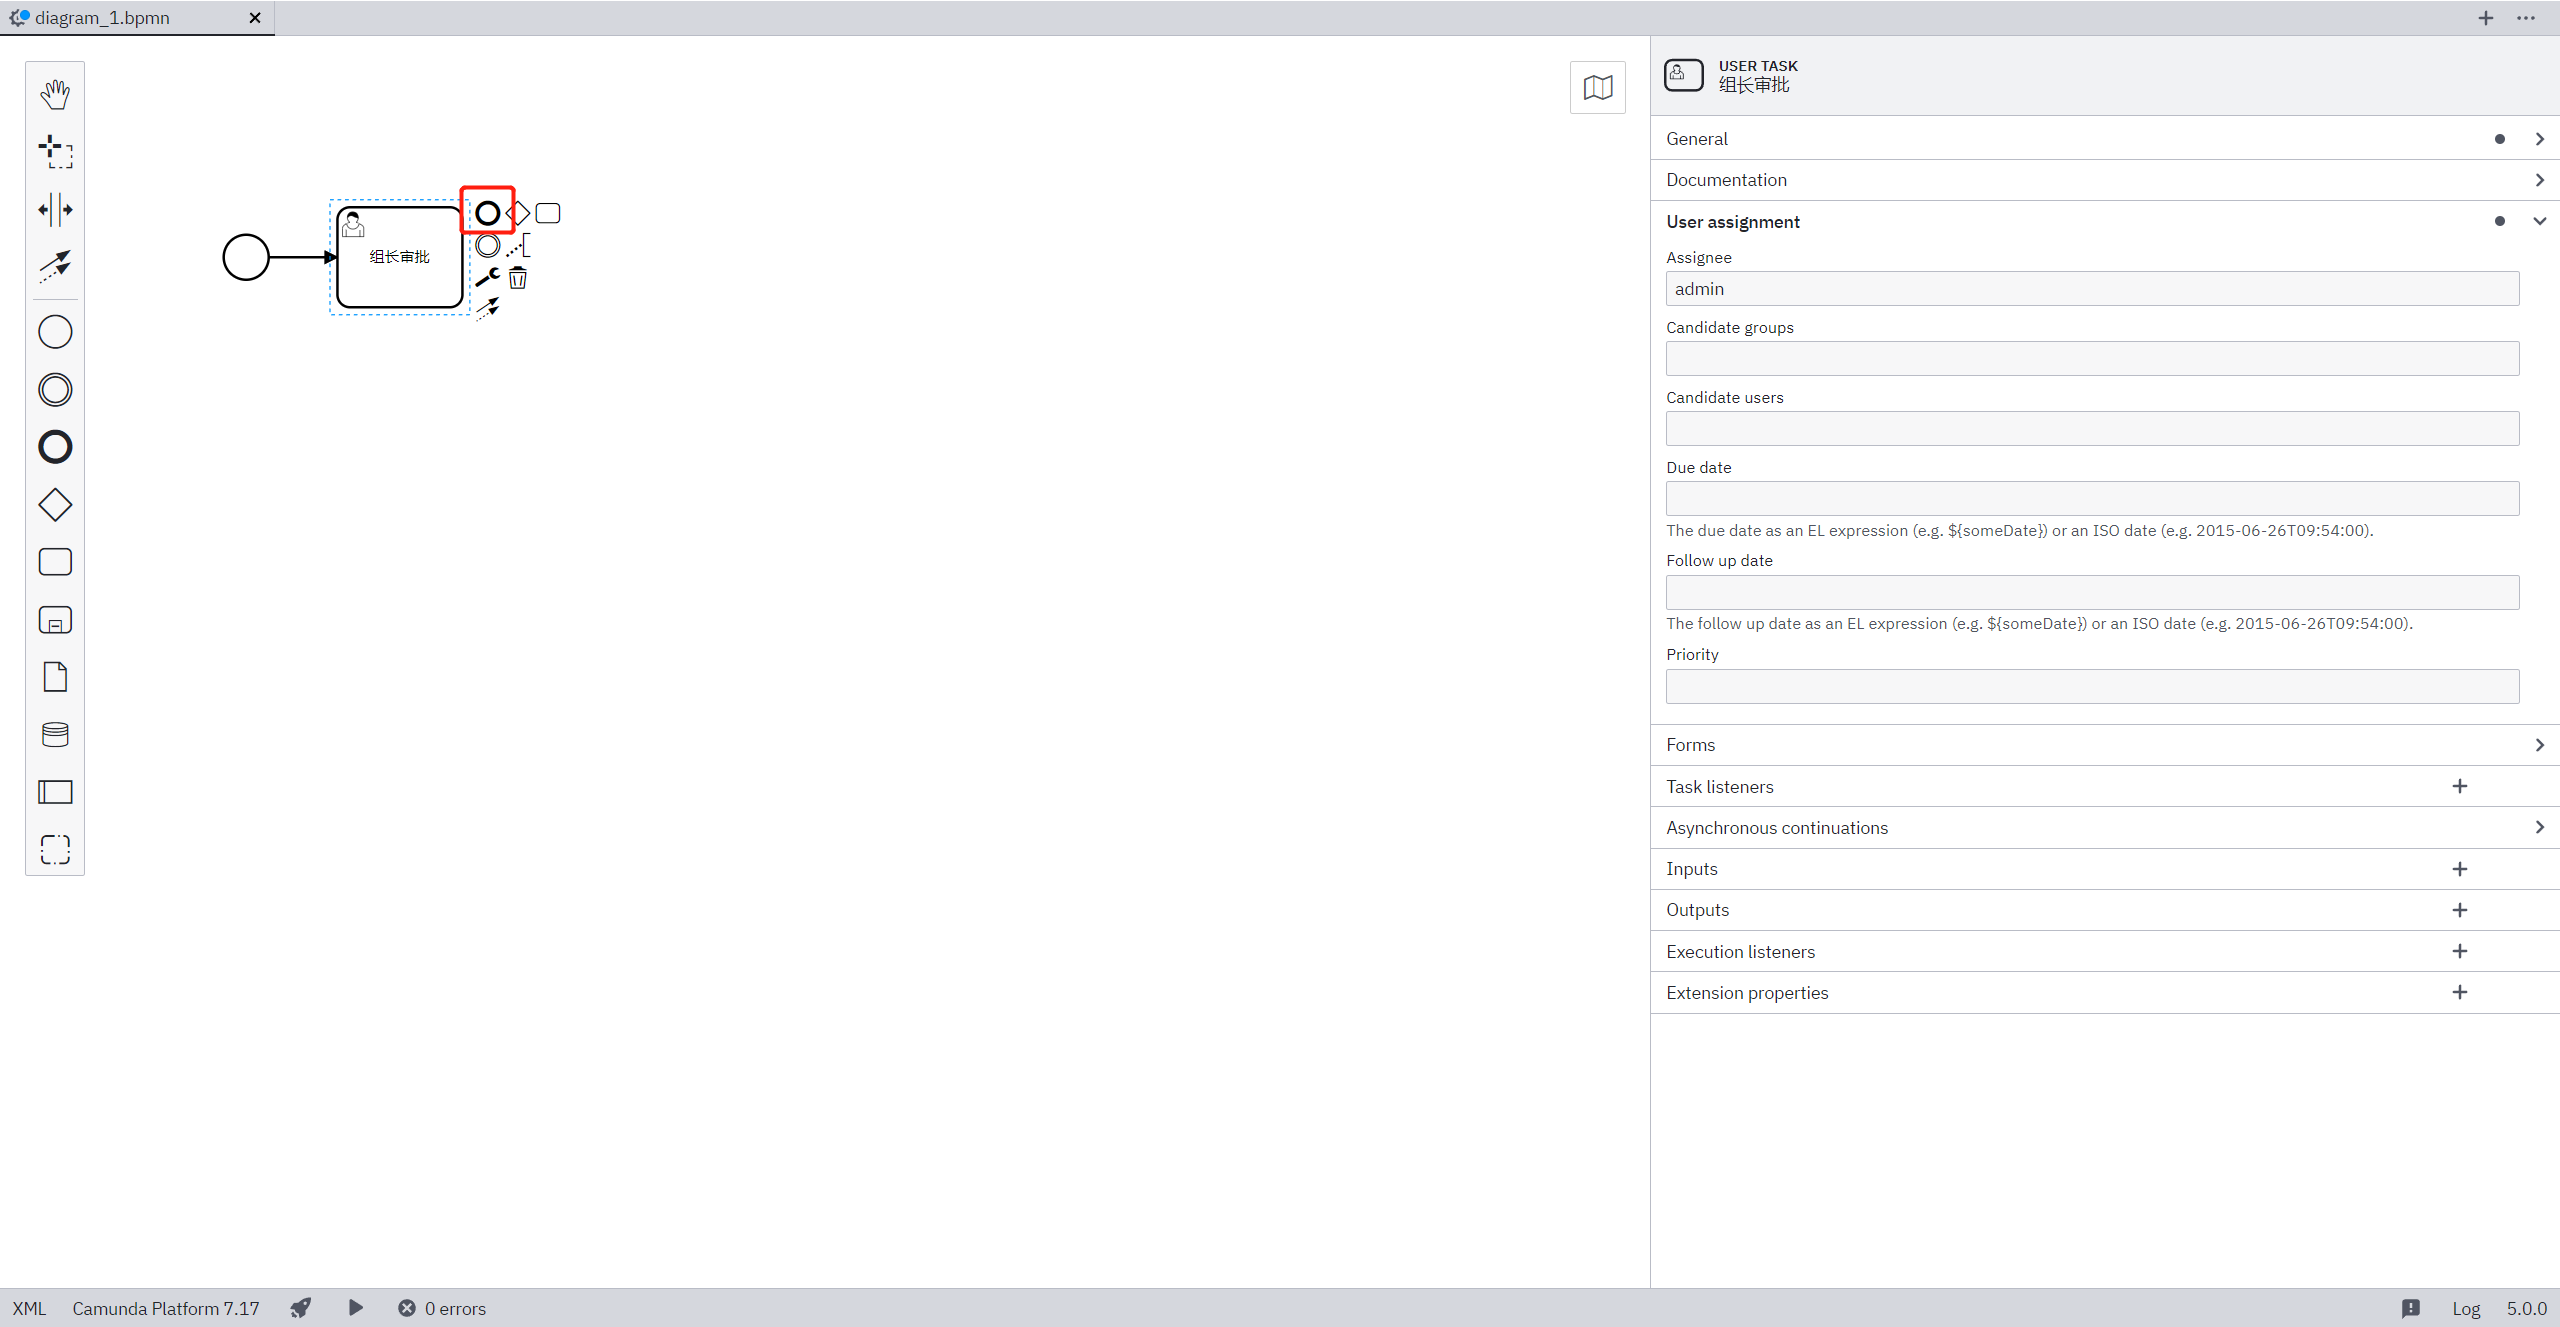 diagram_1.bpmn
组长审批
USER TASK
组长审批
General
Documentation
User assignment
Assignee
admin
Candidate groups
Candidate users
Due date
The due date as an EL expression (e.g. ${someDate}) or an ISO date (e.g. 2015-06-26T09:54:00).
Follow up date
The follow up date as an EL expression (e.g. ${someDate}) or an ISO date (e.g. 2015-06-26T09:54:00).
Priority
Forms
Task listeners
Asynchronous continuations
Inputs
Outputs
Execution listeners
Extension properties
XML Camunda Platform 7.17 0 errors Log 5.0.0